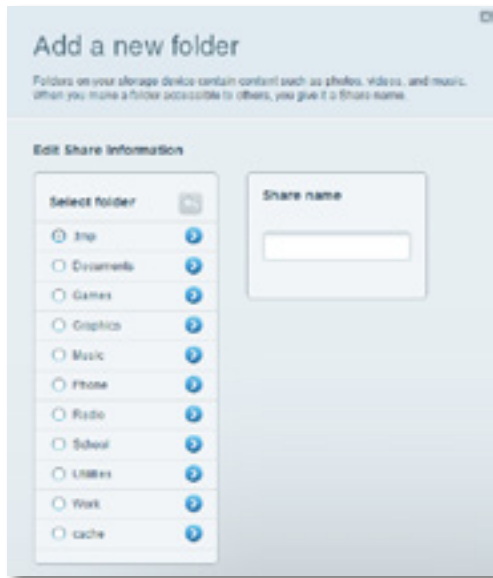 Add a new folder
Folders on your storage device contain content such as photos, videos, and music.
When you make a folder accessible to others, you give it a Share name.
Edit Share Information
Select folder
Share name
.tmp
Documents
Games
Graphics
Music
Phone
Radio
School
Utilities
Work
cache